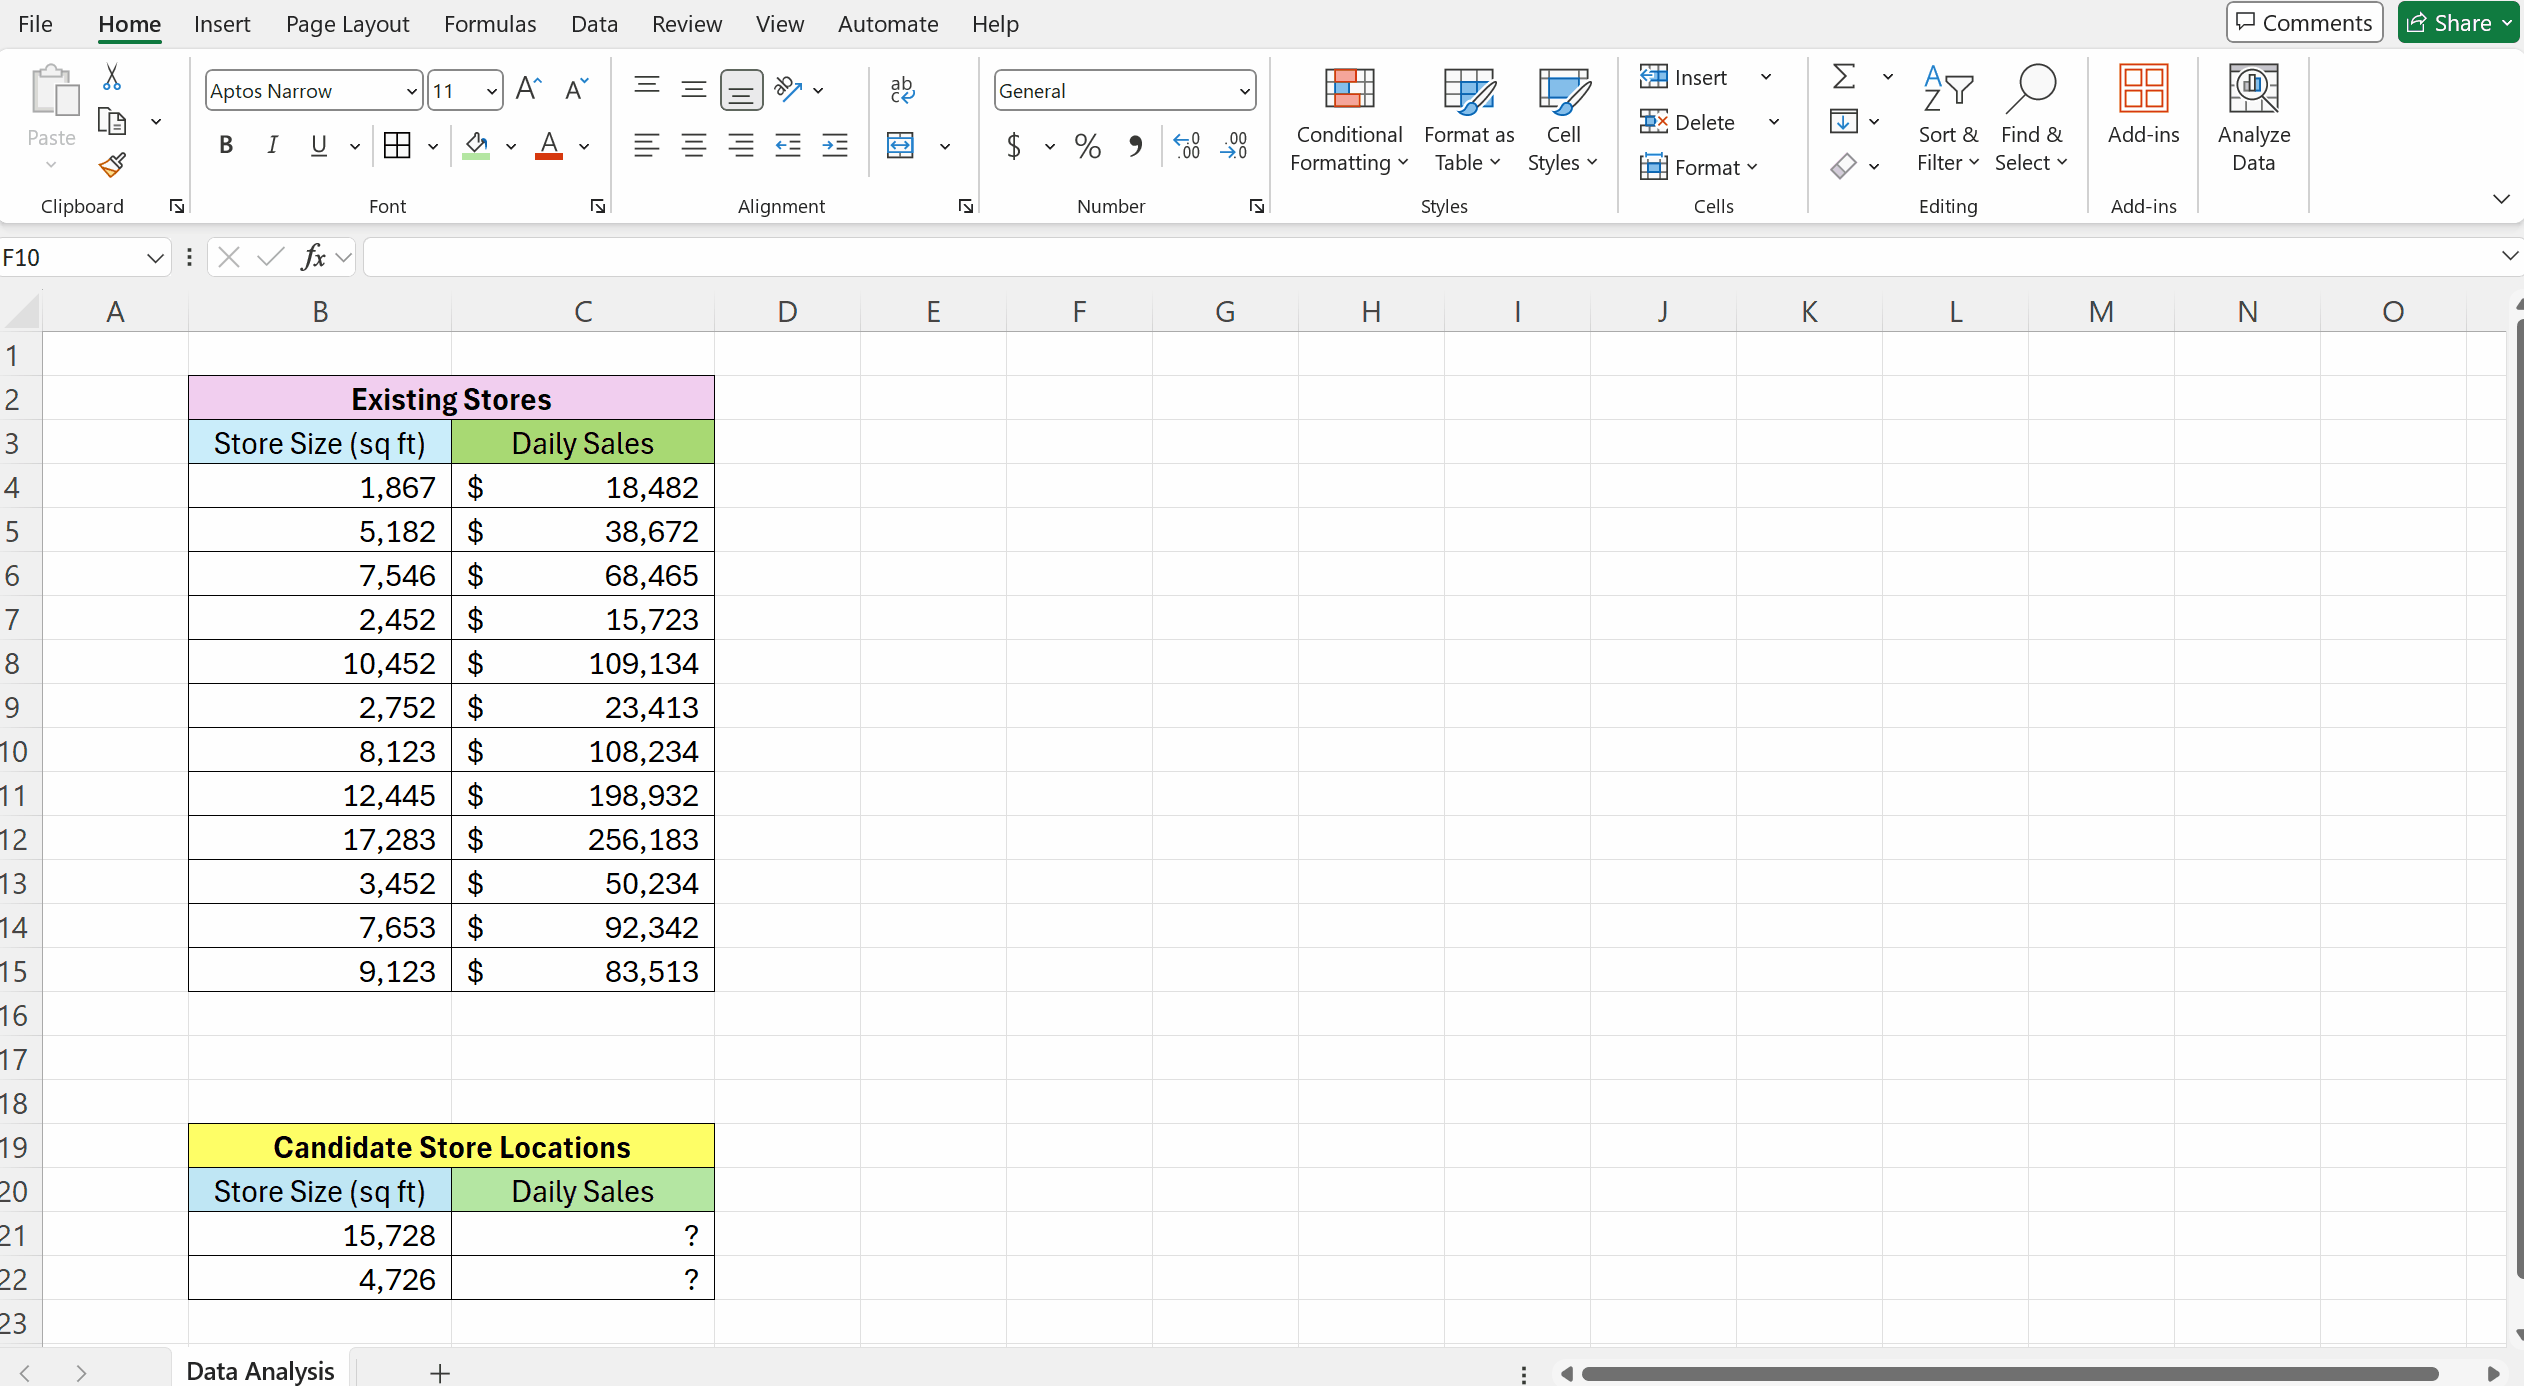 File Home Insert Page Layout Formulas Data Review View Automate Help Comments Share
Paste
Clipboard
Aptos Narrow 11 A^ A˅
B I U A
Font
ab
c
Alignment
General
$ % , .00 .00 .0
Number
Conditional Formatting
Format as Table
Cell Styles
Styles
Insert
Delete
Format
Cells
Σ
A Z
Sort & Filter
Find & Select
Editing
Add-ins
Add-ins
Analyze Data
F10 fx
A B C D E F G H I J K L M N O
1
2 Existing Stores
3 Store Size (sq ft) Daily Sales
4 1,867 $ 18,482
5 5,182 $ 38,672
6 7,546 $ 68,465
7 2,452 $ 15,723
8 10,452 $ 109,134
9 2,752 $ 23,413
10 8,123 $ 108,234
11 12,445 $ 198,932
12 17,283 $ 256,183
13 3,452 $ 50,234
14 7,653 $ 92,342
15 9,123 $ 83,513
16
17
18
19 Candidate Store Locations
20 Store Size (sq ft) Daily Sales
21 15,728 ?
22 4,726 ?
23
Data Analysis +